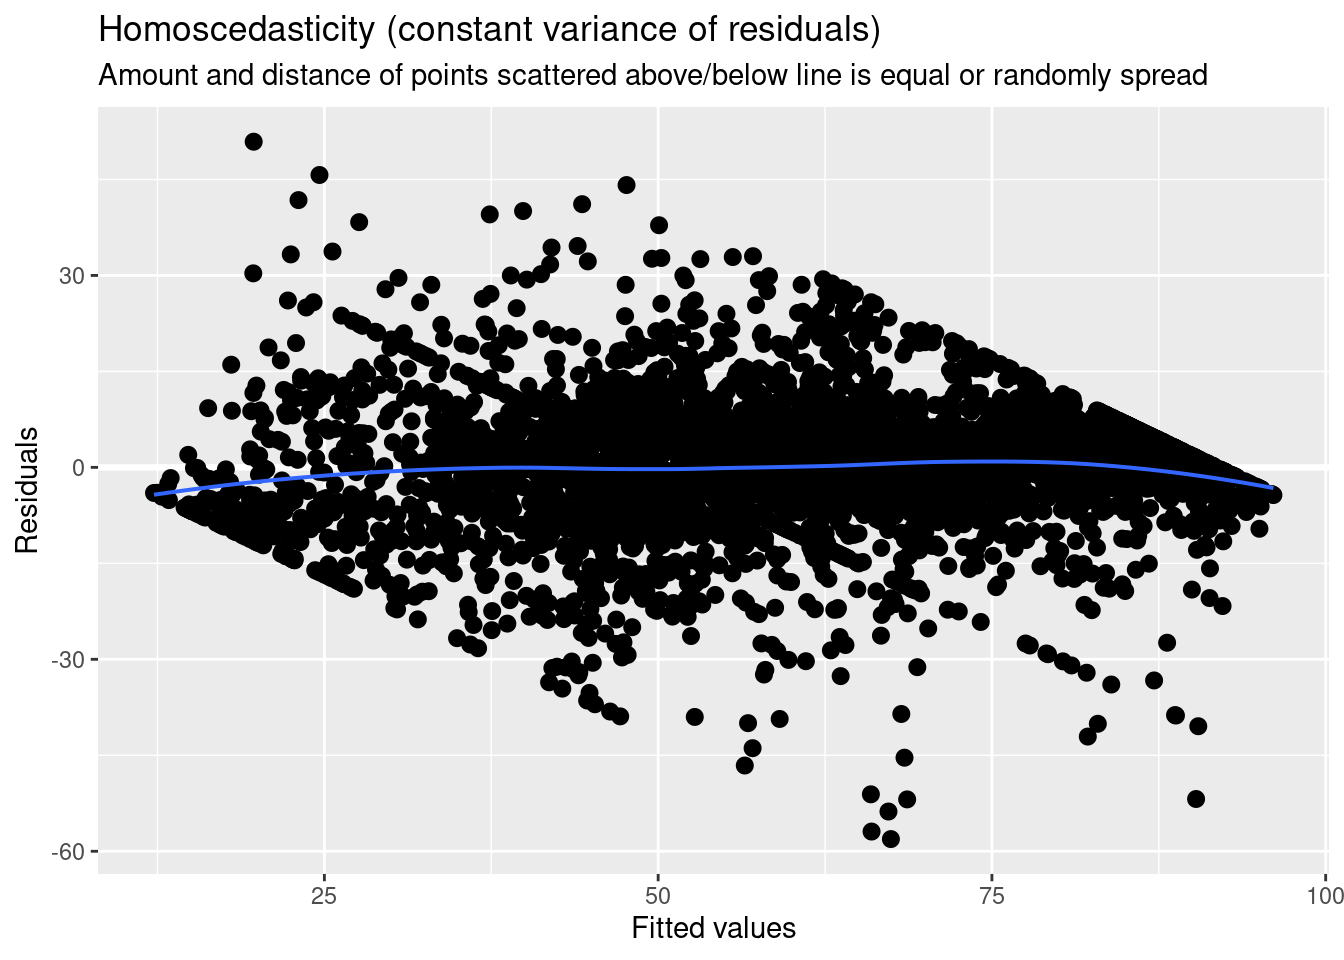 Homoscedasticity (constant variance of residuals)
Amount and distance of points scattered above/below line is equal or randomly spread
Residuals
30
0
-30
-60
25
50
75
100
Fitted values